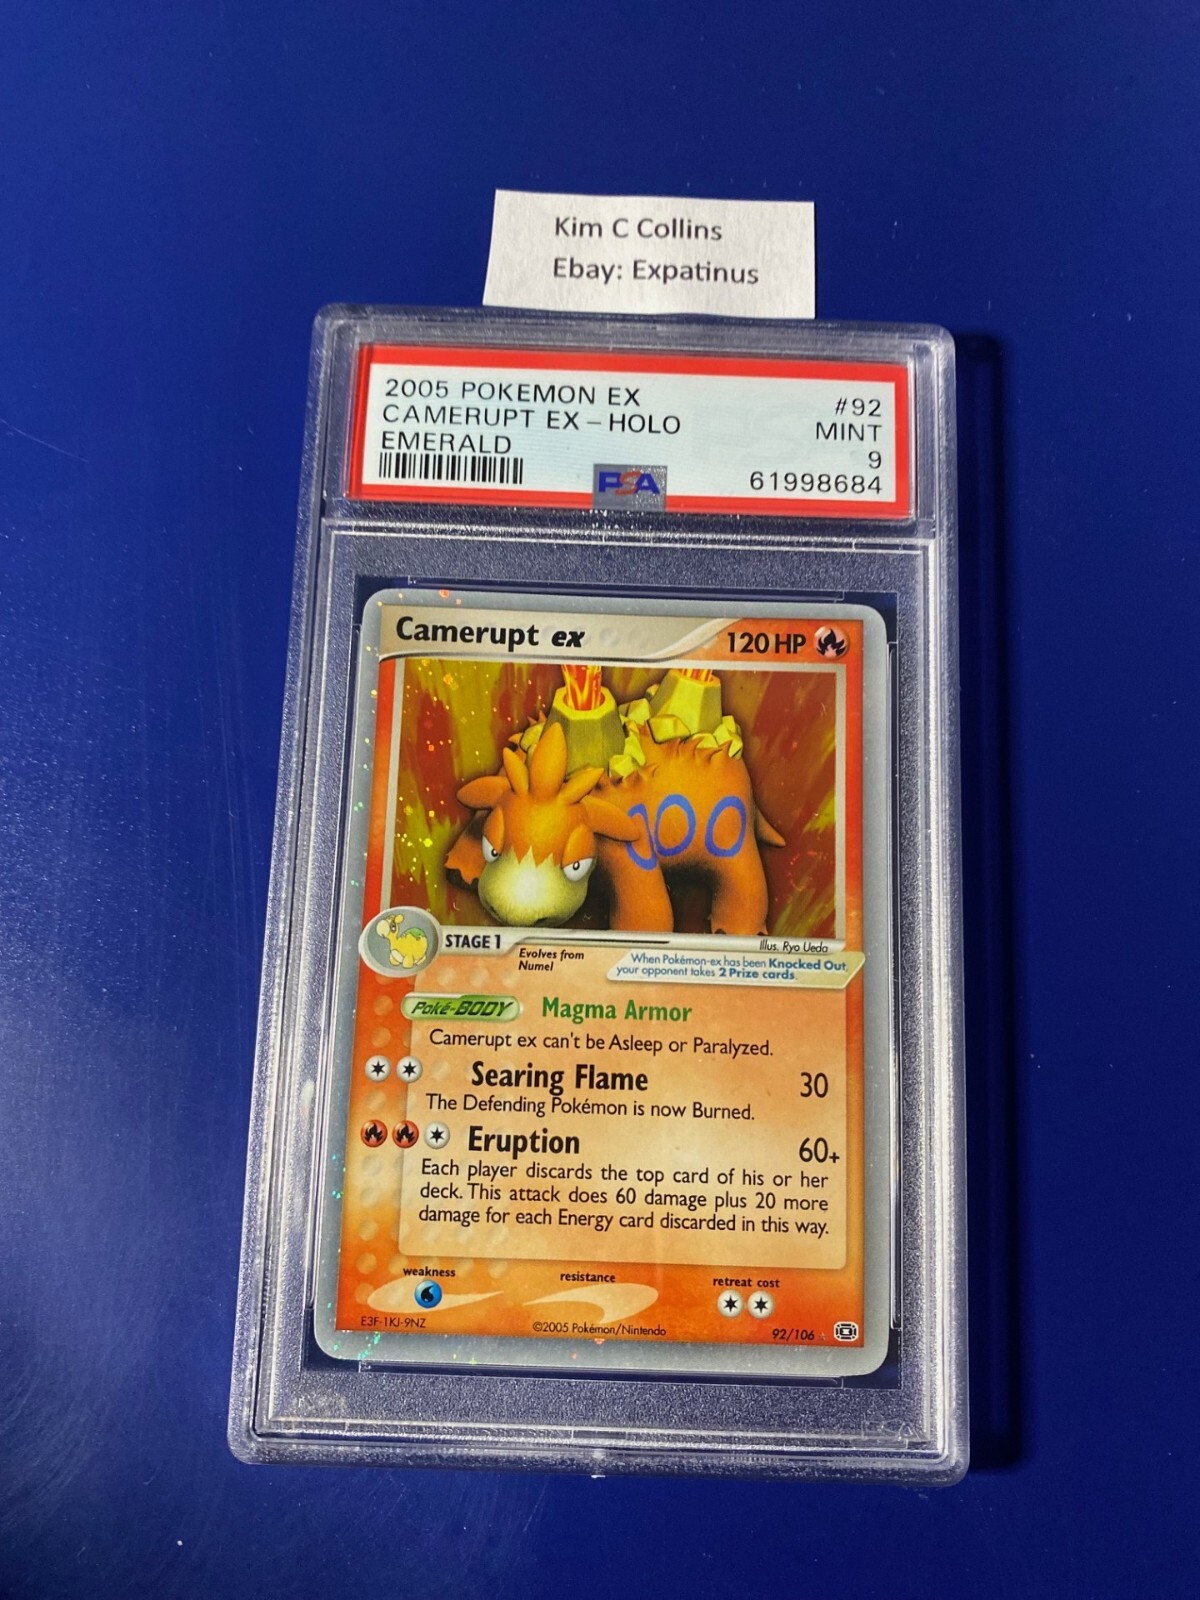 Kim C Collins
Ebay: Expatinus
2005 POKEMON EX #92
CAMERUPT EX - HOLO MINT
EMERALD 9
PSA 61998684
Camerupt ex 120 HP
STAGE 1
Evolves from
Numel
Illus. Ryo Ueda
When Pokémon-ex has been Knocked Out,
your opponent takes 2 Prize cards.
Poké-BODY Magma Armor
Camerupt ex can't be Asleep or Paralyzed.
Searing Flame 30
The Defending Pokémon is now Burned.
Eruption 60+
Each player discards the top card of his or her
deck. This attack does 60 damage plus 20 more
damage for each Energy card discarded in this way.
weakness resistance retreat cost
E3F-1KJ-9NZ ©2005 Pokémon/Nintendo 92/106